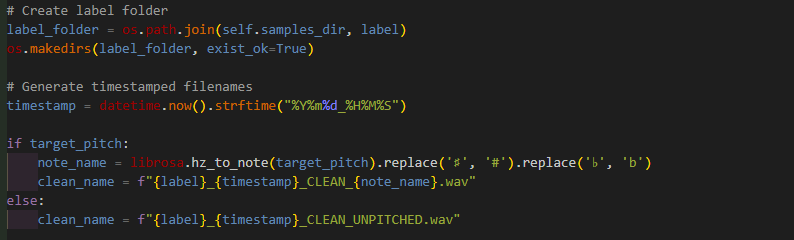 # Create label folder
label_folder = os.path.join(self.samples_dir, label)
os.makedirs(label_folder, exist_ok=True)

# Generate timestamped filenames
timestamp = datetime.now().strftime("%Y%m%d_%H%M%S")

if target_pitch:
    note_name = librosa.hz_to_note(target_pitch).replace('♯', '#').replace('♭', 'b')
    clean_name = f"{label}_{timestamp}_CLEAN_{note_name}.wav"
else:
    clean_name = f"{label}_{timestamp}_CLEAN_UNPITCHED.wav"